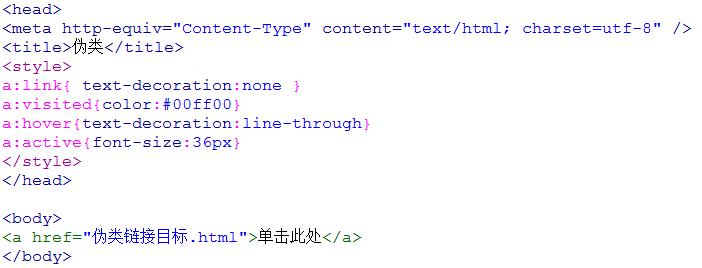 <head>
<meta http-equiv="Content-Type" content="text/html; charset=utf-8" />
<title>伪类</title>
<style>
a:link{ text-decoration:none }
a:visited{color:#00ff00}
a:hover{text-decoration:line-through}
a:active{font-size:36px}
</style>
</head>
<body>
<a href="伪类链接目标.html">单击此处</a>
</body>